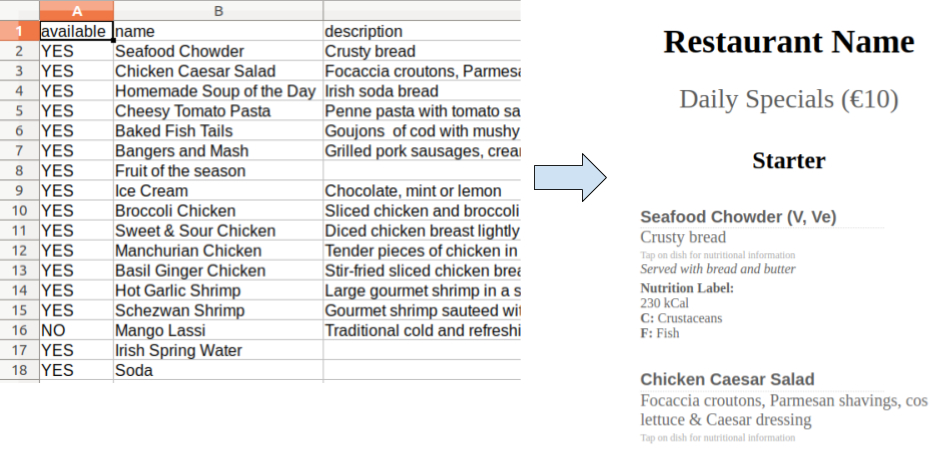 A B
1 available name description
2 YES Seafood Chowder Crusty bread
3 YES Chicken Caesar Salad Focaccia croutons, Parmesa
4 YES Homemade Soup of the Day Irish soda bread
5 YES Cheesy Tomato Pasta Penne pasta with tomato sa
6 YES Baked Fish Tails Goujons of cod with mushy
7 YES Bangers and Mash Grilled pork sausages, crea
8 YES Fruit of the season
9 YES Ice Cream Chocolate, mint or lemon
10 YES Broccoli Chicken Sliced chicken and broccoli
11 YES Sweet & Sour Chicken Diced chicken breast lightly
12 YES Manchurian Chicken Tender pieces of chicken in
13 YES Basil Ginger Chicken Stir-fried sliced chicken brea
14 YES Hot Garlic Shrimp Large gourmet shrimp in a s
15 YES Schezwan Shrimp Gourmet shrimp sauteed wit
16 NO Mango Lassi Traditional cold and refreshi
17 YES Irish Spring Water
18 YES Soda
Restaurant Name
Daily Specials (€10)
Starter
Seafood Chowder (V, Ve)
Crusty bread
Tap on dish for nutritional information
Served with bread and butter
Nutrition Label:
230 kCal
C: Crustaceans
F: Fish
Chicken Caesar Salad
Focaccia croutons, Parmesan shavings, cos
lettuce & Caesar dressing
Tap on dish for nutritional information